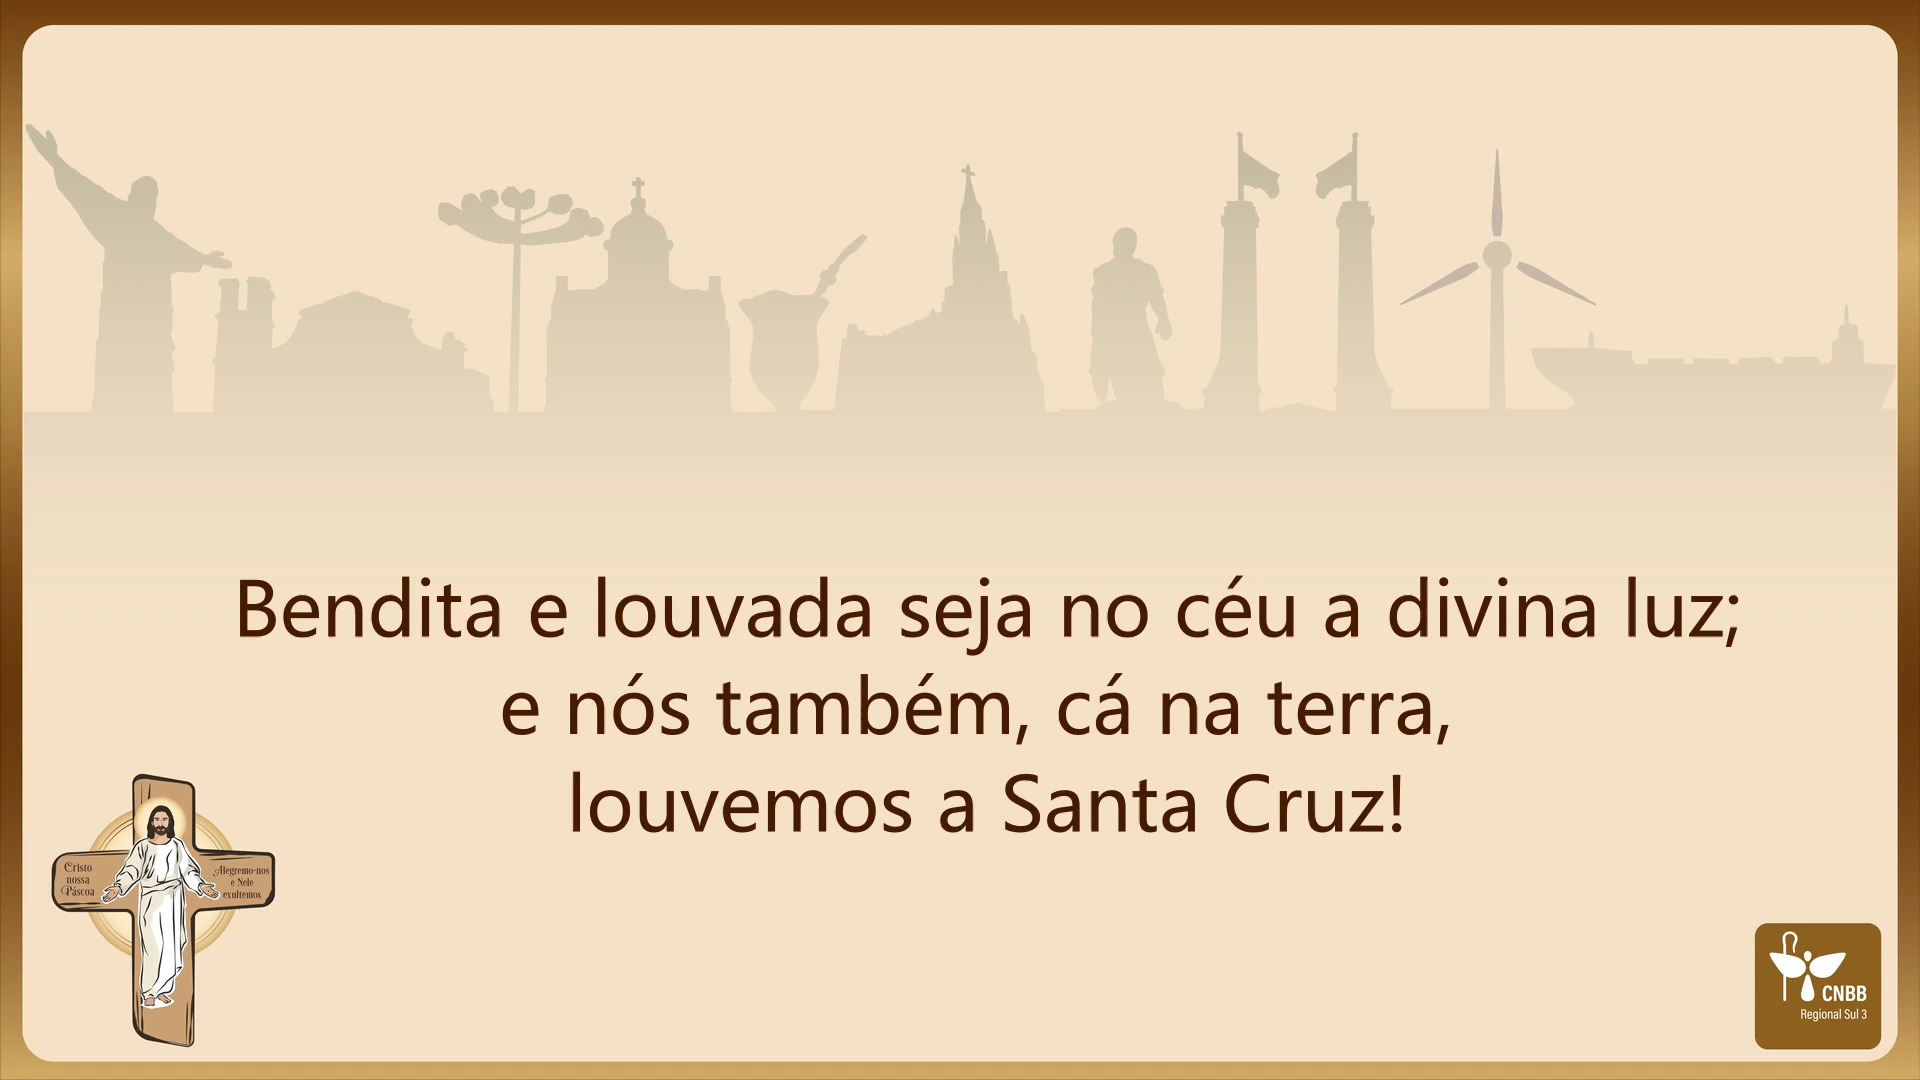 Bendita e louvada seja no céu a divina luz;
e nós também, cá na terra,
louvemos a Santa Cruz!
Cristo
nossa
Páscoa
Alegremo-nos
e Nele
exultemos
CNBB
Regional Sul 3